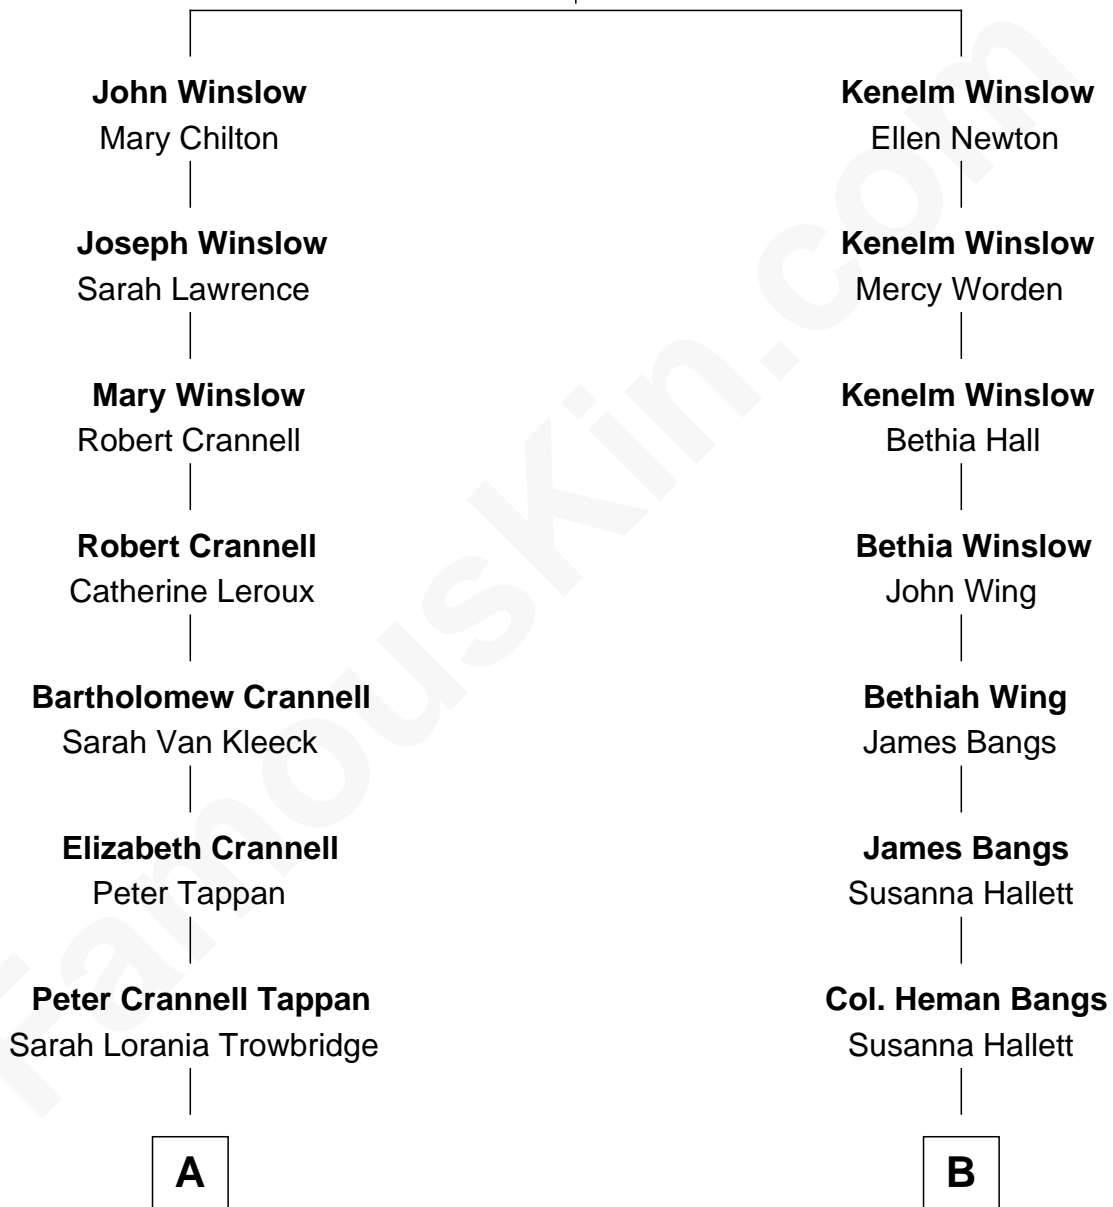 John Winslow
Mary Chilton
Joseph Winslow
Sarah Lawrence
Mary Winslow
Robert Crannell
Robert Crannell
Catherine Leroux
Bartholomew Crannell
Sarah Van Kleeck
Elizabeth Crannell
Peter Tappan
Peter Crannell Tappan
Sarah Lorania Trowbridge
A
Kenelm Winslow
Ellen Newton
Kenelm Winslow
Mercy Worden
Kenelm Winslow
Bethia Hall
Bethia Winslow
John Wing
Bethiah Wing
James Bangs
James Bangs
Susanna Hallett
Col. Heman Bangs
Susanna Hallett
B
FamousKin.com